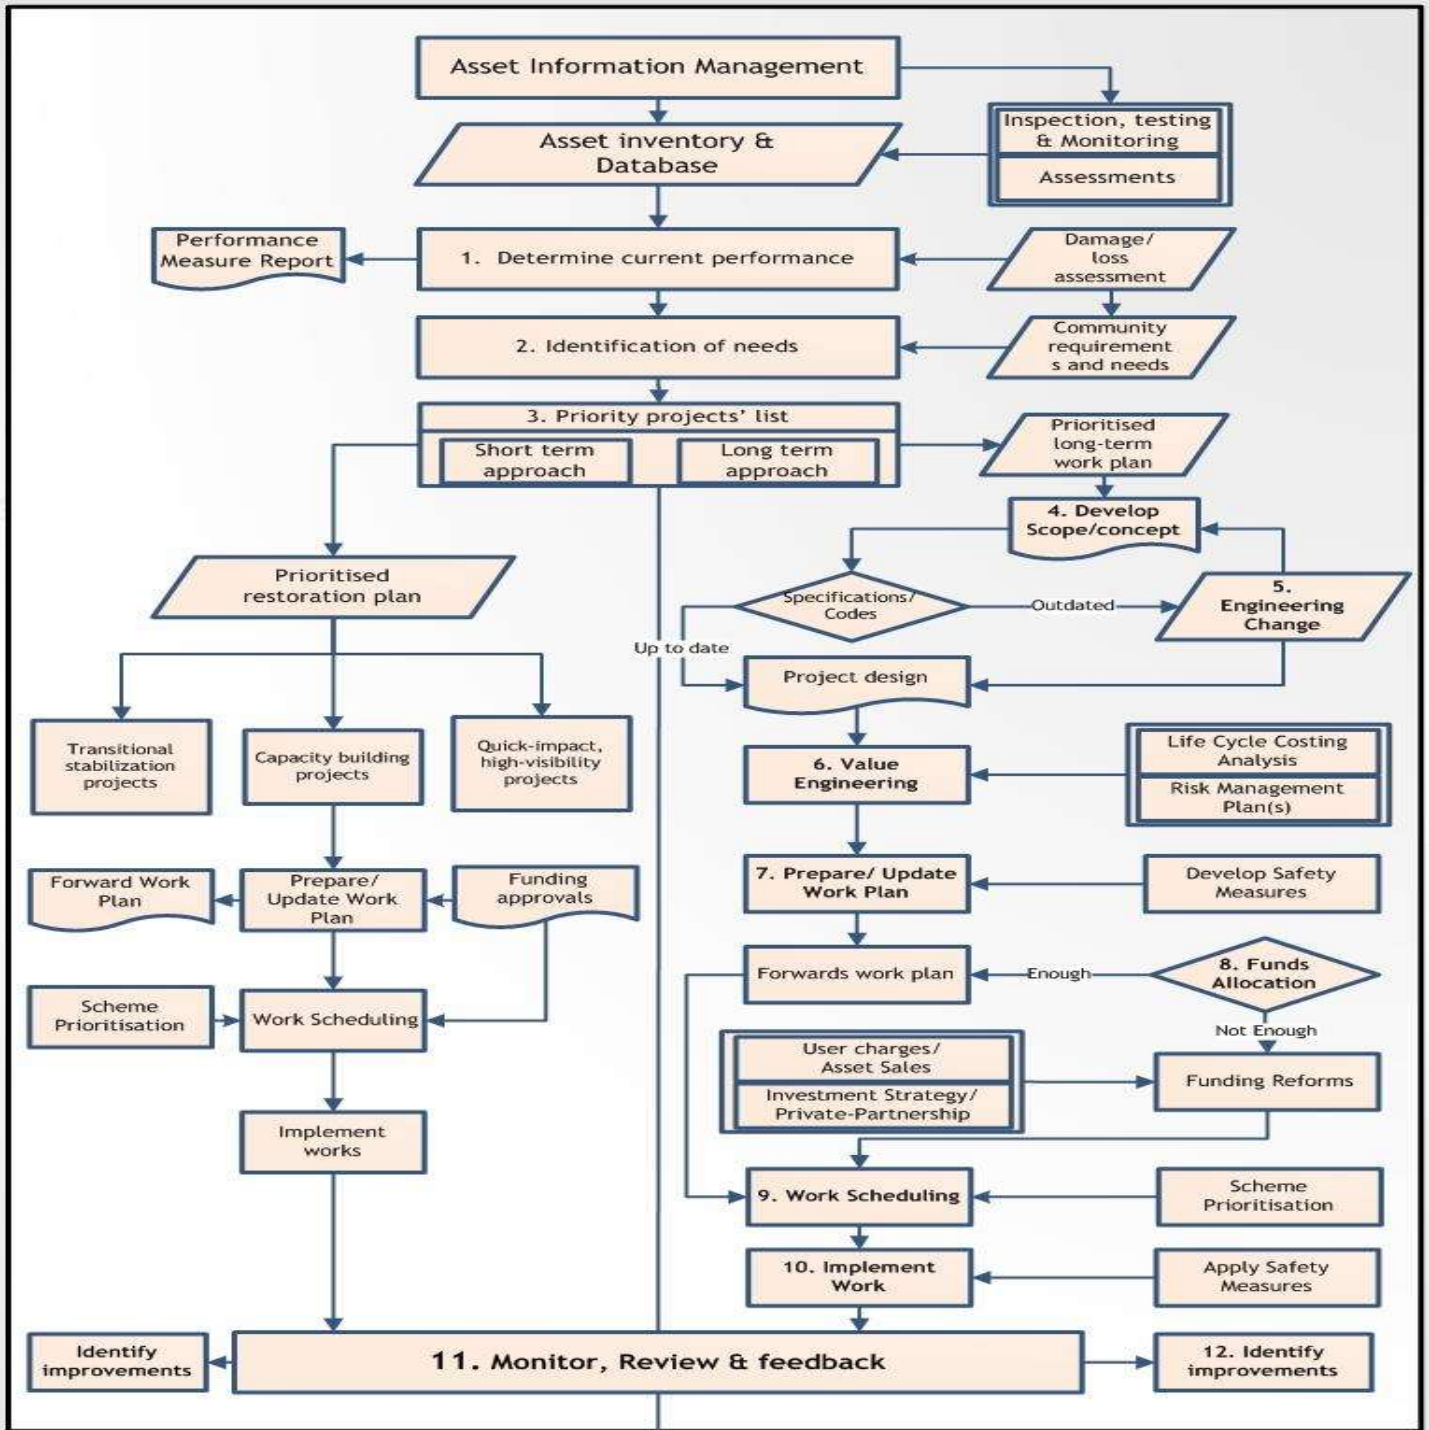 Asset Information Management
Inspection, testing
& Monitoring
Assessments
Asset inventory &
Database
Performance
Measure Report
1. Determine current performance
Damage/
loss
assessment
2. Identification of needs
Community
requirement
s and needs
3. Priority projects' list
Short term
approach
Long term
approach
Prioritised
long-term
work plan
4. Develop
Scope/concept
Prioritised
restoration plan
Specifications/
Codes
Outdated
5.
Engineering
Change
Up to date
Project design
Transitional
stabilization
projects
Capacity building
projects
Quick-impact,
high-visibility
projects
6. Value
Engineering
Life Cycle Costing
Analysis
Risk Management
Plan(s)
Forward Work
Plan
Prepare/
Update Work
Plan
Funding
approvals
7. Prepare/ Update
Work Plan
Develop Safety
Measures
Forwards work plan
Enough
8. Funds
Allocation
Not Enough
Scheme
Prioritisation
Work Scheduling
User charges/
Asset Sales
Investment Strategy/
Private-Partnership
Funding Reforms
Implement
works
9. Work Scheduling
Scheme
Prioritisation
10. Implement
Work
Apply Safety
Measures
Identify
improvements
11. Monitor, Review & feedback
12. Identify
improvements